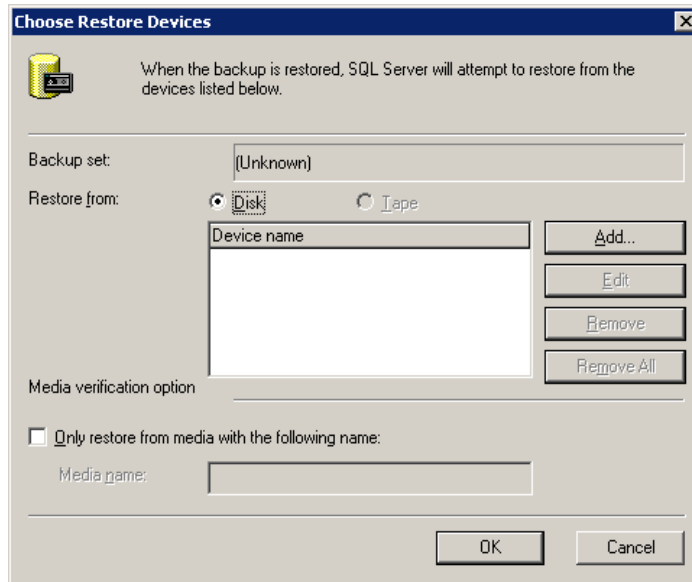 Choose Restore Devices
When the backup is restored, SQL Server will attempt to restore from the
devices listed below.
Backup set:
(Unknown)
Restore from:
Disk
Tape
Device name
Add...
Edit
Remove
Remove All
Media verification option
Only restore from media with the following name:
Media name:
OK
Cancel